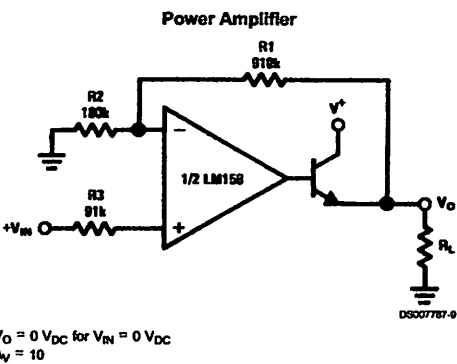 Power Amplifier
R1
910k
R2
100k
V+
1/2 LM158
R3
91k
+VIN
VO
RL
DS007787-9
VO = 0 VDC for VIN = 0 VDC
AV = 10